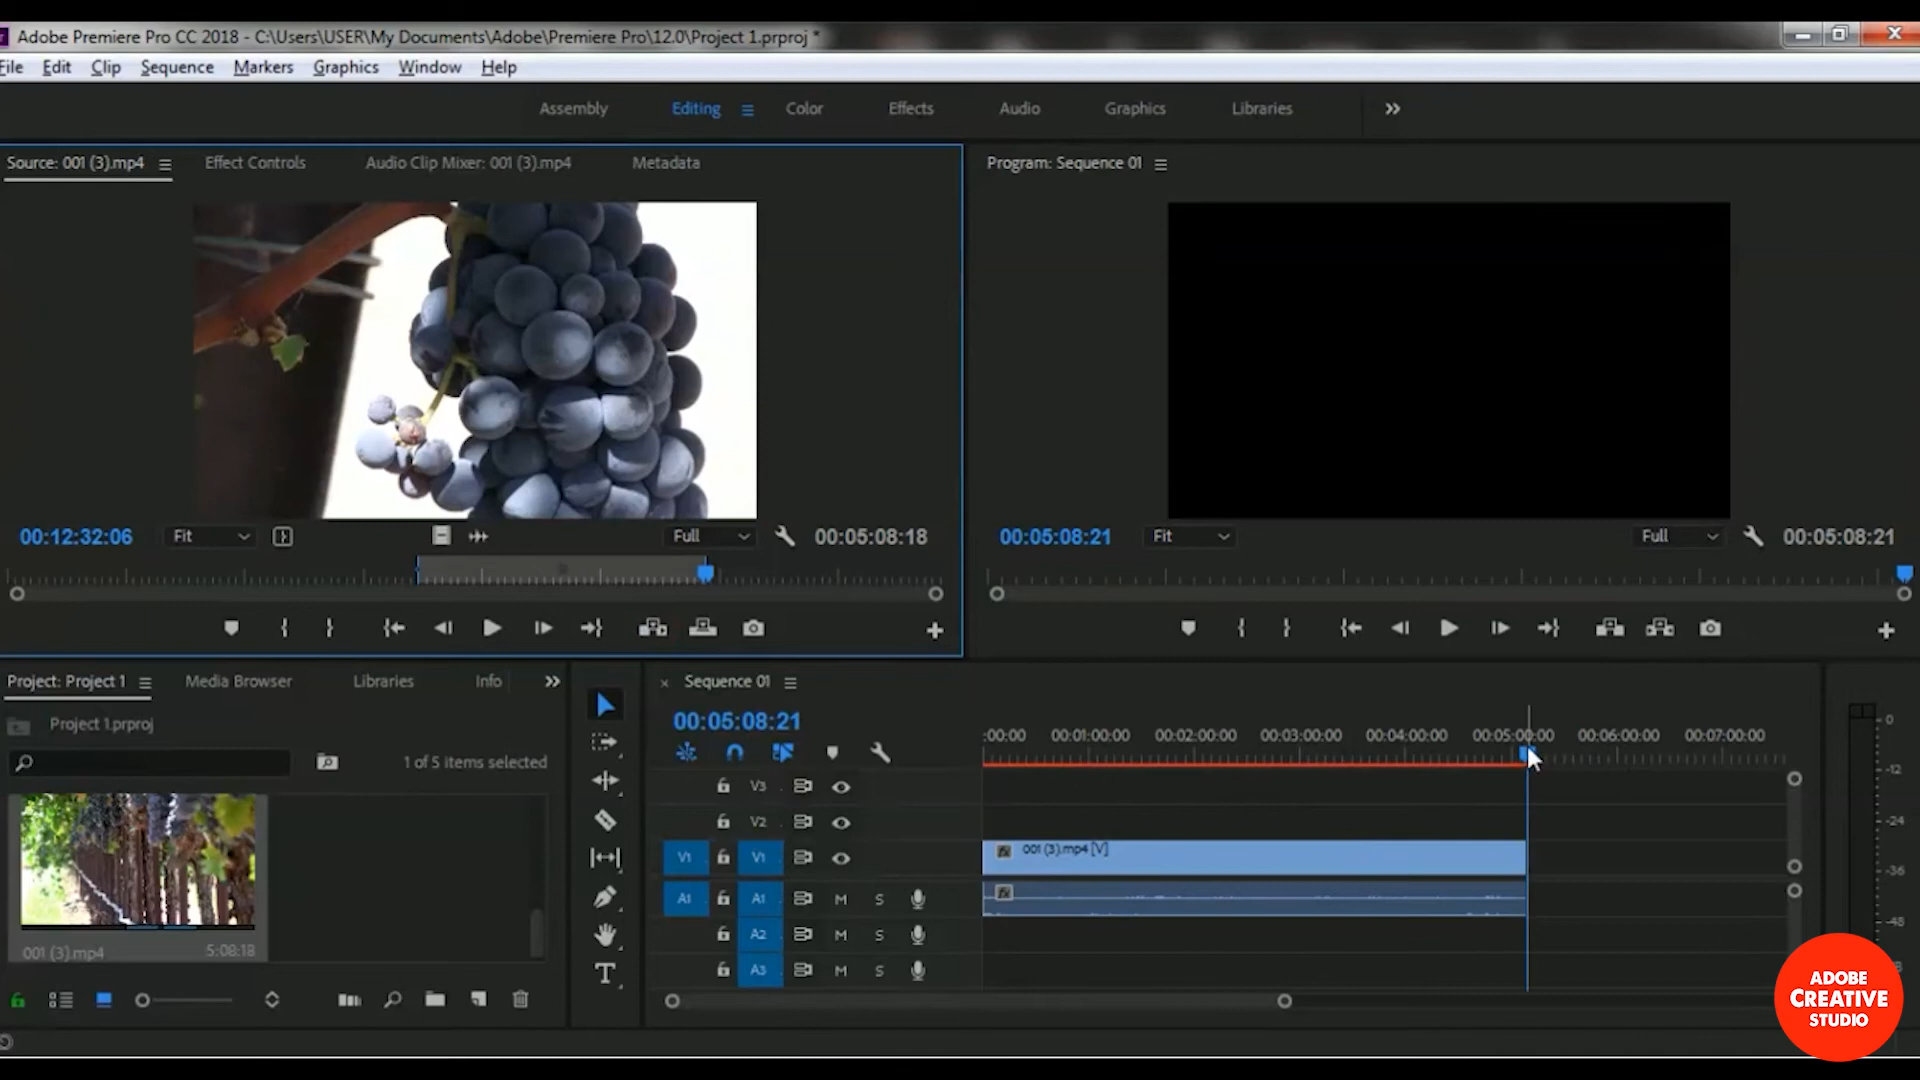 Adobe Premiere Pro CC 2018 - C:\Users\USER\My Documents\Adobe\Premiere Pro\12.0\Project 1.prproj *
File Edit Clip Sequence Markers Graphics Window Help
Assembly Editing Color Effects Audio Graphics Libraries
Source: 001 (3).mp4 Effect Controls Audio Clip Mixer: 001 (3).mp4 Metadata
Program: Sequence 01
00:12:32:06 Fit Full 00:05:08:18
00:05:08:21 Fit Full 00:05:08:21
Project: Project 1 Media Browser Libraries Info
Project 1.prproj
1 of 5 items selected
001 (3).mp4 5:08:18
Sequence 01
00:05:08:21
:00:00 00:01:00:00 00:02:00:00 00:03:00:00 00:04:00:00 00:05:00:00 00:06:00:00 00:07:00:00
V3
V2
V1 V1 001 (3).mp4 [V]
A1 A1 M S
A2 M S
A3 M S
0
-12
-24
-36
-48
ADOBE
CREATIVE
STUDIO